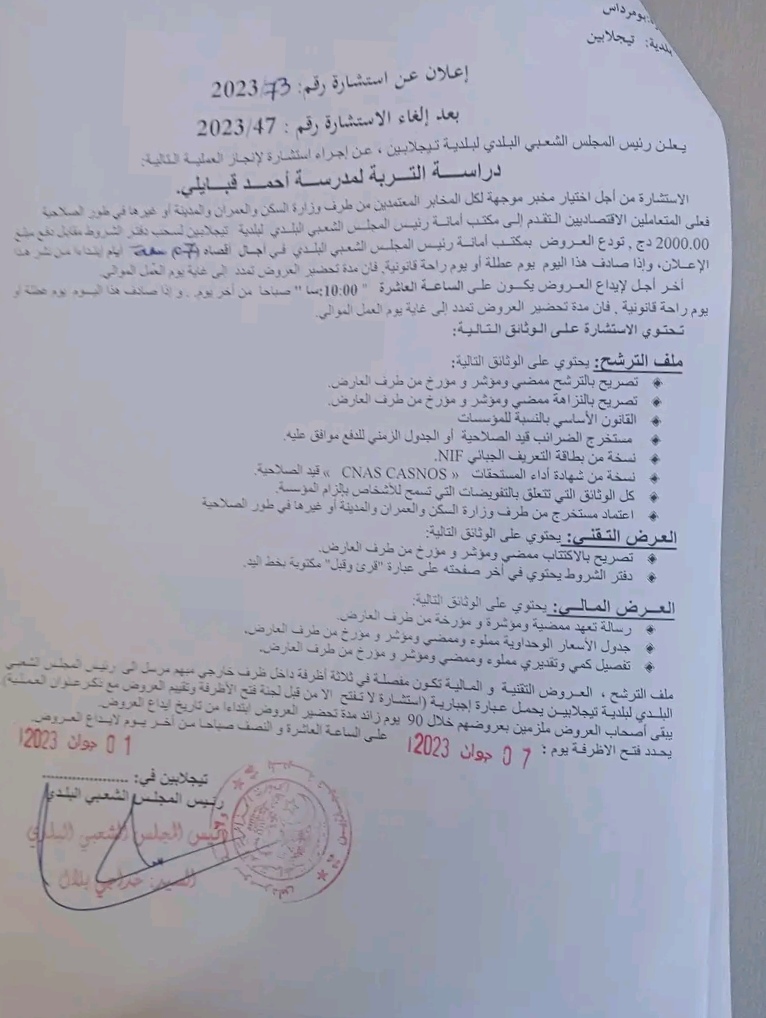 بومرداس
بلدية: تيجلابين
إعلان عن استشارة رقم: 2023/73
بعد إلغاء الاستشارة رقم : 2023/47
يعلن رئيس المجلس الشعبي البلدي لبلدية تيجلابين ، عن إجراء استشارة لإنجاز العملية التالية:
دراسة التربة لمدرسة أحمد قبايلي.
الاستشارة من أجل اختيار مخبر موجهة لكل المخابر المعتمدين من طرف وزارة السكن والعمران والمدينة أو غيرها في طور الصلاحية
فعلى المتعاملين الاقتصاديين التقدم إلى مكتب أمانة رئيس المجلس الشعبي البلدي لبلدية تيجلابين لسحب دفتر الشروط مقابل دفع مبلغ
2000.00 دج , تودع العروض بمكتب أمانة رئيس المجلس الشعبي البلدي في آجال أقصاه (07) سبعة أيام إبتداءا من نشر هذا
الإعلان، وإذا صادف هذا اليوم يوم عطلة أو يوم راحة قانونية. فان مدة تحضير العروض تمدد إلى غاية يوم العمل الموالي.
أخر أجل لإيداع العروض يكون على الساعة العاشرة " 10:00سا " صباحا من آخر يوم. , و إذا صادف هذا اليوم يوم عطلة أو
يوم راحة قانونية . فان مدة تحضير العروض تمدد إلى غاية يوم العمل الموالي.
تحتوي الاستشارة على الوثائق التالية:
ملف الترشح: يحتوي على الوثائق التالية:
◈ تصريح بالترشح ممضي ومؤشر و مؤرخ من طرف العارض.
◈ تصريح بالنزاهة ممضي ومؤشر و مؤرخ من طرف العارض.
◈ القانون الأساسي بالنسبة للمؤسسات
◈ مستخرج الضرائب قيد الصلاحية أو الجدول الزمني للدفع موافق عليه.
◈ نسخة من بطاقة التعريف الجبائي NIF.
◈ نسخة من شهادة أداء المستحقات « CNAS CASNOS » قيد الصلاحية.
◈ كل الوثائق التي تتعلق بالتفويضات التي تسمح للأشخاص بإلزام المؤسسة.
◈ اعتماد مستخرج من طرف وزارة السكن والعمران والمدينة أو غيرها في طور الصلاحية
العرض التقني: يحتوي على الوثائق التالية:
◈ تصريح بالاكتتاب ممضي ومؤشر و مؤرخ من طرف العارض.
◈ دفتر الشروط يحتوي في أخر صفحته على عبارة "قرئ وقبل" مكتوبة بخط اليد.
العرض المالي: يحتوي على الوثائق التالية:
◈ رسالة تعهد ممضية ومؤشرة و مؤرخة من طرف العارض.
◈ جدول الأسعار الوحداوية مملوء وممضي ومؤشر و مؤرخ من طرف العارض.
◈ تفصيل كمي وتقديري مملوء وممضي ومؤشر و مؤرخ من طرف العارض.
ملف الترشح ، العروض التقنية و المالية تكون مفصلة في ثلاثة أظرفة داخل ظرف خارجي مبهم مرسل الى رئيس المجلس الشعبي
البلدي لبلدية تيجلابين يحمل عبارة إجبارية (استشارة لا تفتح الا من قبل لجنة فتح الأظرفة وتقييم العروض مع ذكر عنوان العملية)
يبقى أصحاب العروض ملزمين بعروضهم خلال 90 يوم زائد مدة تحضير العروض ابتداءا من تاريخ ايداع العروض.
يحدد فتح الاظرفة يوم : 07 جوان 2023 على الساعة العاشرة و النصف صباحا من آخر يوم لايداع العروض.
01 جوان 2023
تيجلابين في: ....................
رئيس المجلس الشعبي البلدي
رئيس المجلس الشعبي البلدي